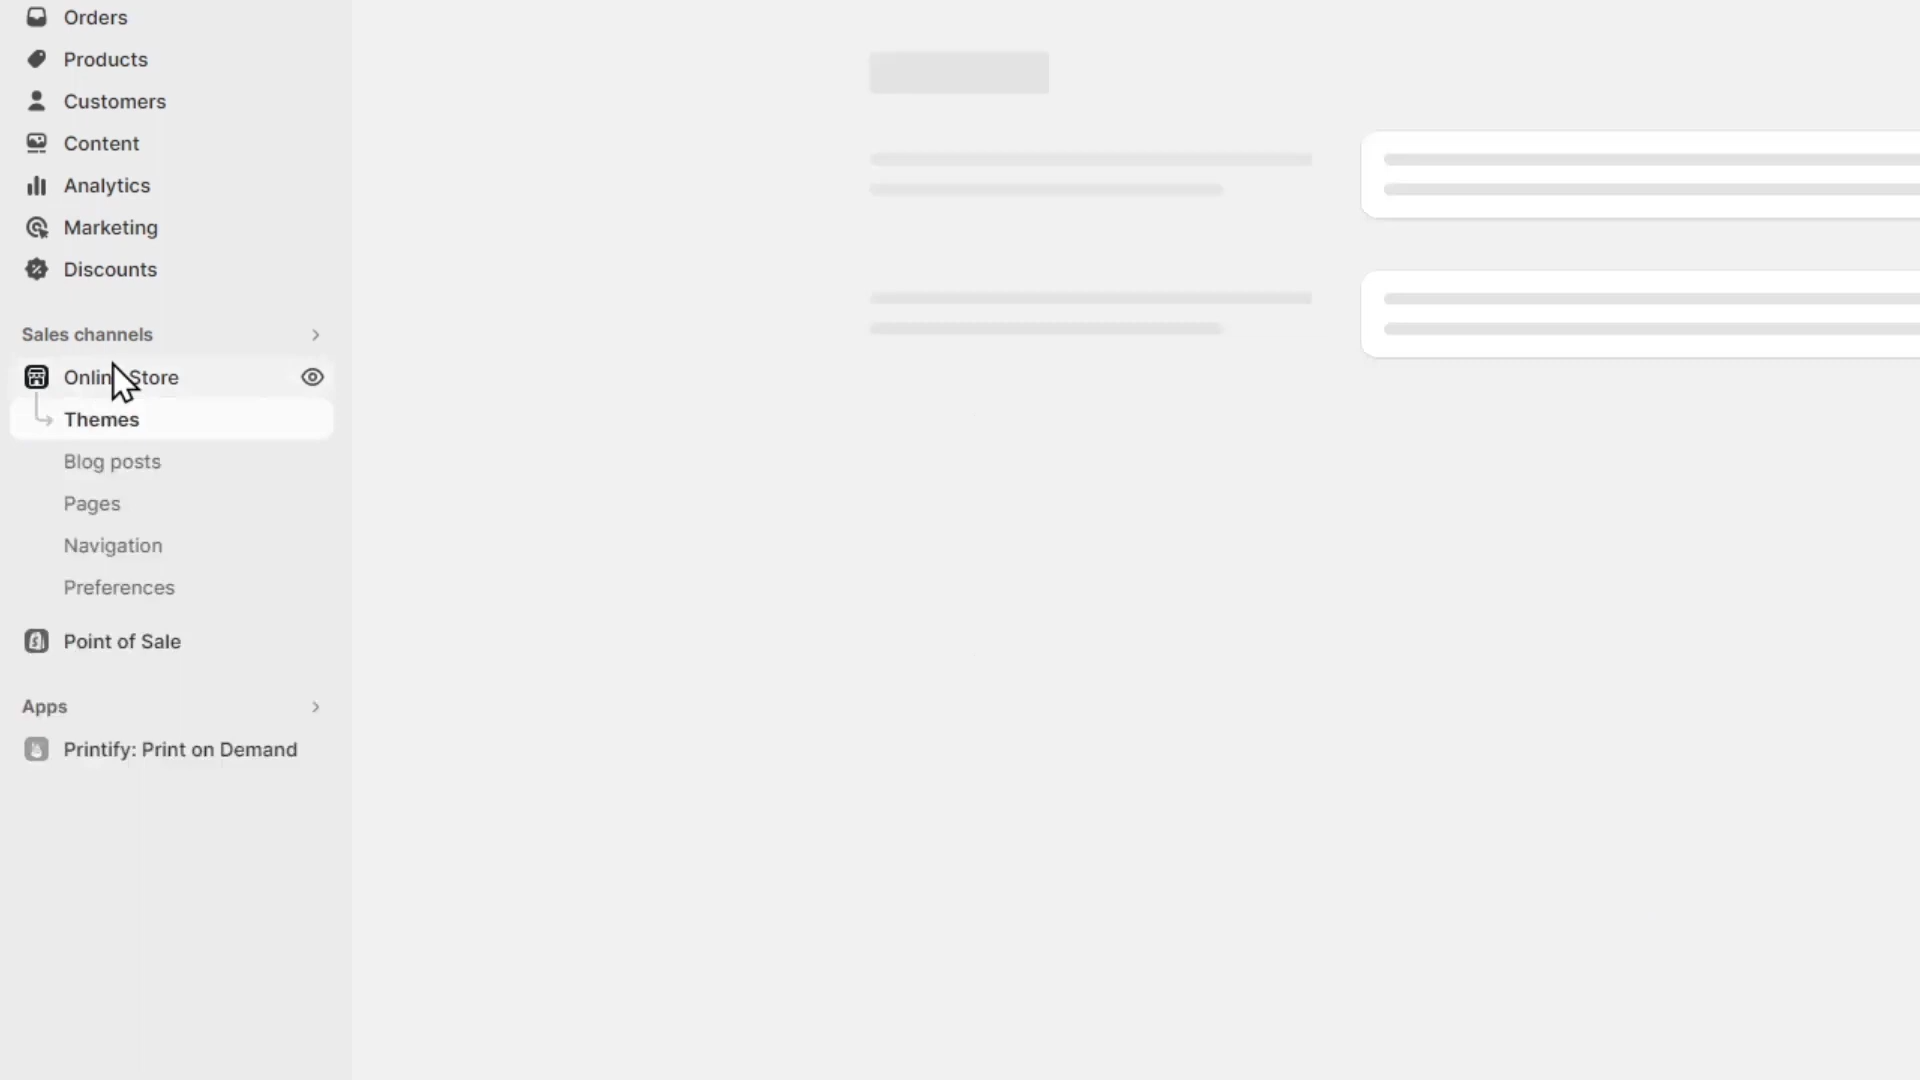 Orders
Products
Customers
Content
Analytics
Marketing
Discounts
Sales channels
Online Store
Themes
Blog posts
Pages
Navigation
Preferences
Point of Sale
Apps
Printify: Print on Demand